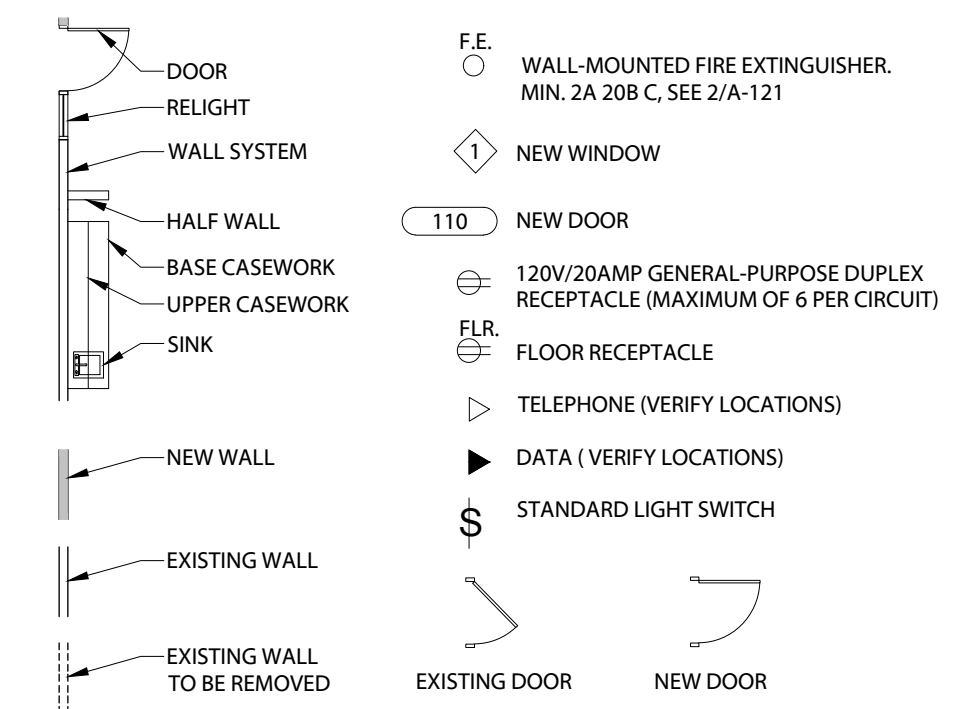 DOOR
RELIGHT
WALL SYSTEM
HALF WALL
BASE CASEWORK
UPPER CASEWORK
SINK
NEW WALL
EXISTING WALL
EXISTING WALL
TO BE REMOVED
F.E.
WALL-MOUNTED FIRE EXTINGUISHER.
MIN. 2A 20B C, SEE 2/A-121
1 NEW WINDOW
110 NEW DOOR
120V/20AMP GENERAL-PURPOSE DUPLEX
RECEPTACLE (MAXIMUM OF 6 PER CIRCUIT)
FLR.
FLOOR RECEPTACLE
TELEPHONE (VERIFY LOCATIONS)
DATA ( VERIFY LOCATIONS)
S STANDARD LIGHT SWITCH
EXISTING DOOR
NEW DOOR